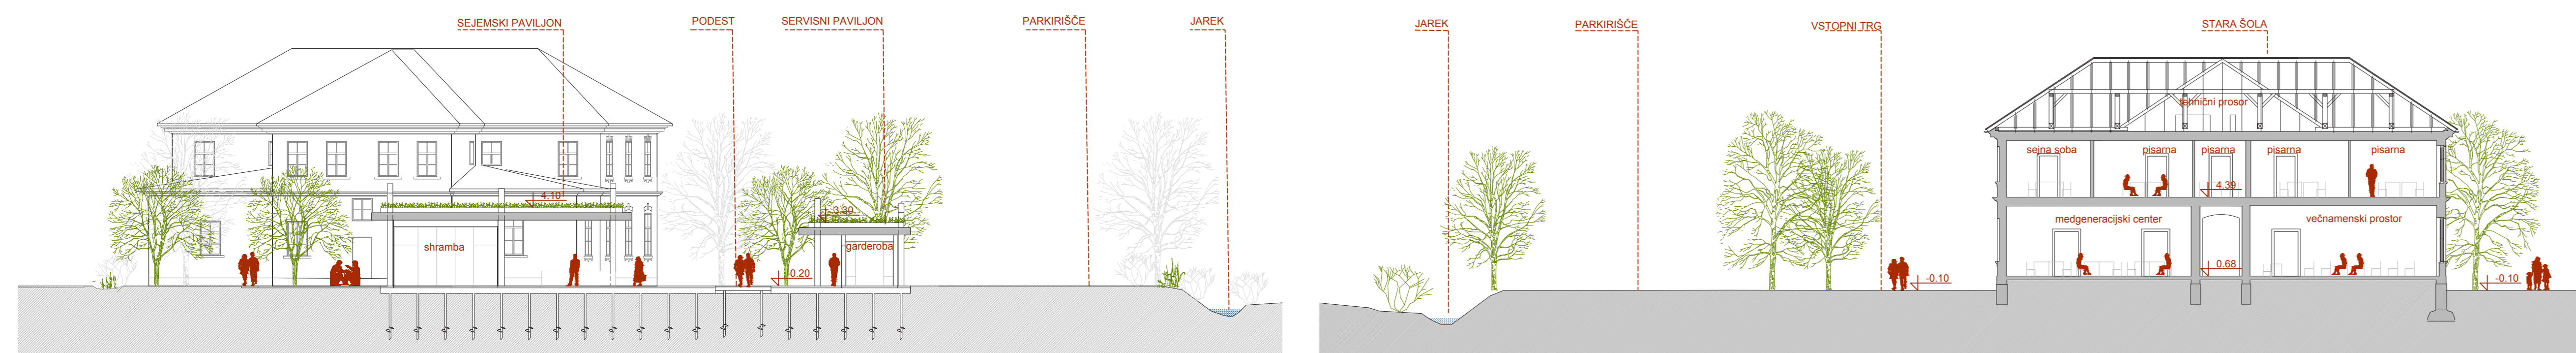 SEJEMSKI PAVILJON
PODEST
SERVISNI PAVILJON
PARKIRIŠČE
JAREK
4.10
3.30
shramba
garderoba
-0.20
JAREK
PARKIRIŠČE
VSTOPNI TRG
STARA ŠOLA
tehnični prosor
sejna soba
pisarna
pisarna
pisarna
pisarna
4.39
medgeneracijski center
večnamenski prostor
0.68
-0.10
-0.10